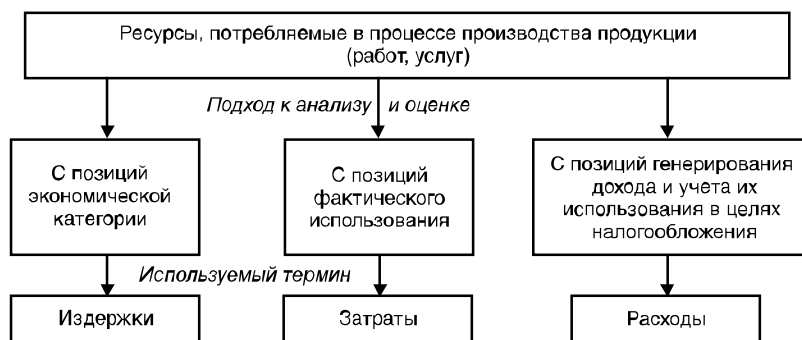 Ресурсы, потребляемые в процессе производства продукции
(работ, услуг)
Подход к анализу и оценке
С позиций
экономической
категории
С позиций
фактического
использования
С позиций генерирования
дохода и учета их
использования в целях
налогообложения
Используемый термин
Издержки
Затраты
Расходы